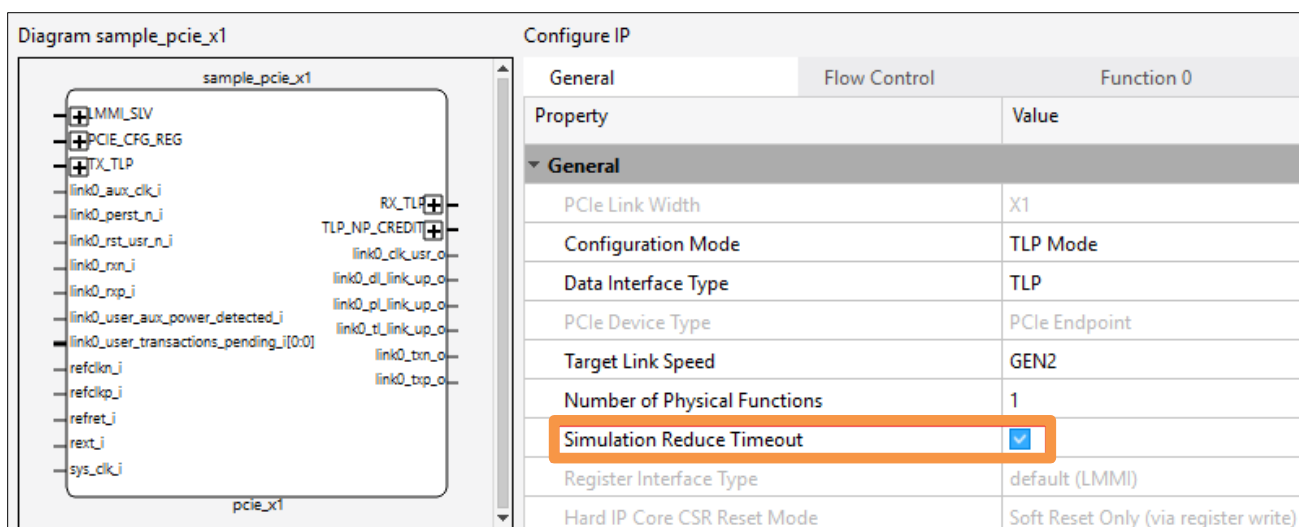 Diagram sample_pcie_x1
sample_pcie_x1
LMMI_SLV
PCIE_CFG_REG
TX_TLP
link0_aux_clk_i
link0_perst_n_i
link0_rst_usr_n_i
link0_rxn_i
link0_rxp_i
link0_user_aux_power_detected_i
link0_user_transactions_pending_i[0:0]
refclkn_i
refclkp_i
refret_i
rext_i
sys_clk_i
RX_TLP
TLP_NP_CREDIT
link0_clk_usr_o
link0_dl_link_up_o
link0_pl_link_up_o
link0_tl_link_up_o
link0_txn_o
link0_txp_o
pcie_x1
Configure IP
General Flow Control Function 0
Property Value
General
PCIe Link Width X1
Configuration Mode TLP Mode
Data Interface Type TLP
PCIe Device Type PCIe Endpoint
Target Link Speed GEN2
Number of Physical Functions 1
Simulation Reduce Timeout
Register Interface Type default (LMMI)
Hard IP Core CSR Reset Mode Soft Reset Only (via register write)